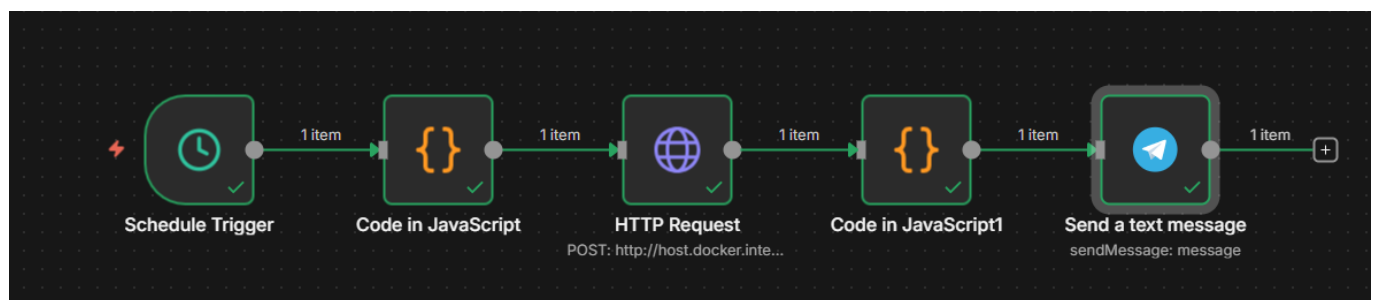 1 item
1 item
1 item
1 item
1 item
Schedule Trigger
Code in JavaScript
HTTP Request
POST: http://host.docker.inte...
Code in JavaScript1
Send a text message
sendMessage: message